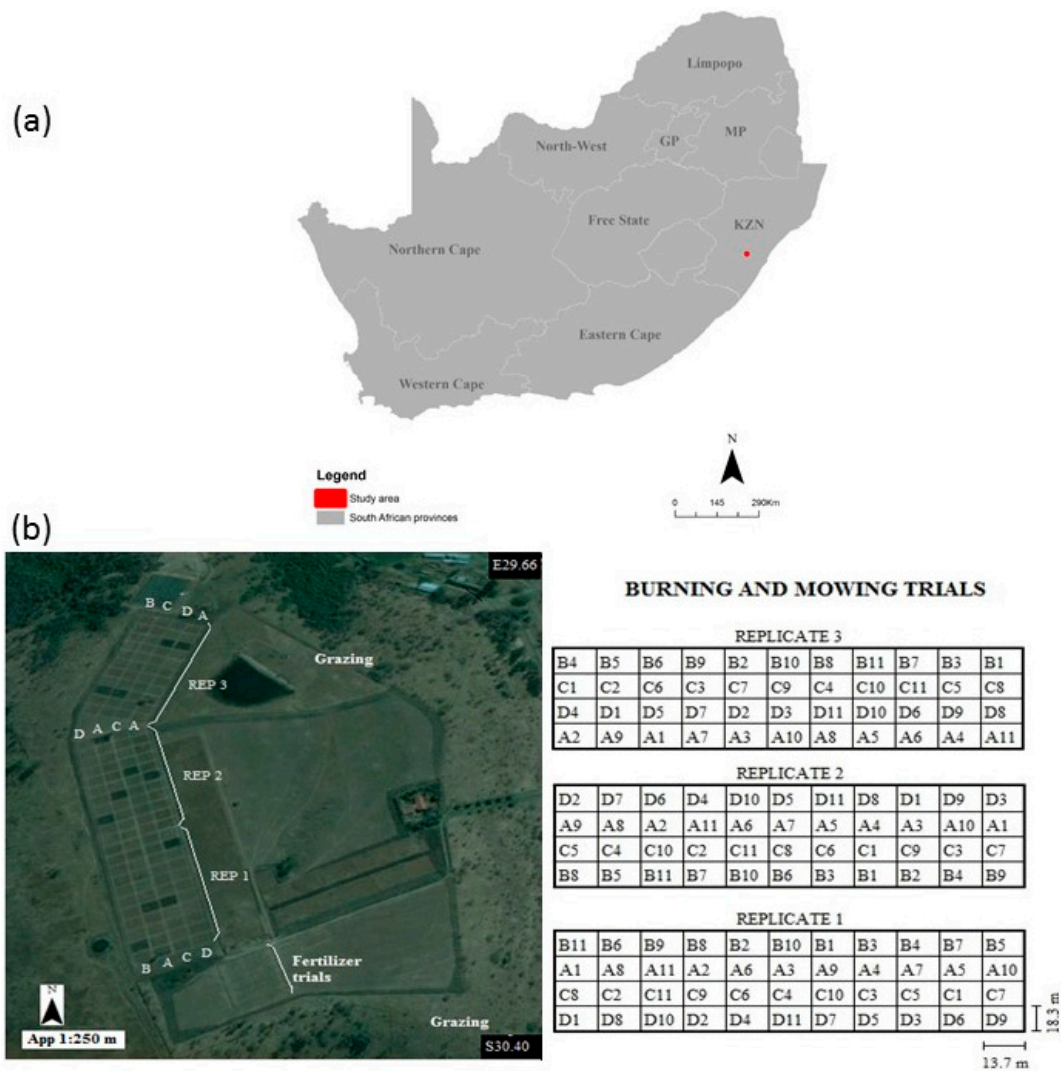 (a)
Limpopo
North-West
GP
MP
Free State
KZN
Northern Cape
Eastern Cape
Western Cape
N
Legend
Study area
South African provinces
0 145 290Km
(b)
E29.66
B C D A
Grazing
REP 3
D A C A
REP 2
REP 1
B A C D
Fertilizer
trials
Grazing
N
App 1:250 m
S30.40
BURNING AND MOWING TRIALS
REPLICATE 3
B4 B5 B6 B9 B2 B10 B8 B11 B7 B3 B1
C1 C2 C6 C3 C7 C9 C4 C10 C11 C5 C8
D4 D1 D5 D7 D2 D3 D11 D10 D6 D9 D8
A2 A9 A1 A7 A3 A10 A8 A5 A6 A4 A11
REPLICATE 2
D2 D7 D6 D4 D10 D5 D11 D8 D1 D9 D3
A9 A8 A2 A11 A6 A7 A5 A4 A3 A10 A1
C5 C4 C10 C2 C11 C8 C6 C1 C9 C3 C7
B8 B5 B11 B7 B10 B6 B3 B1 B2 B4 B9
REPLICATE 1
B11 B6 B9 B8 B2 B10 B1 B3 B4 B7 B5
A1 A8 A11 A2 A6 A3 A9 A4 A7 A5 A10
C8 C2 C11 C9 C6 C4 C10 C3 C5 C1 C7
D1 D8 D10 D2 D4 D11 D7 D5 D3 D6 D9
18.3 m
13.7 m